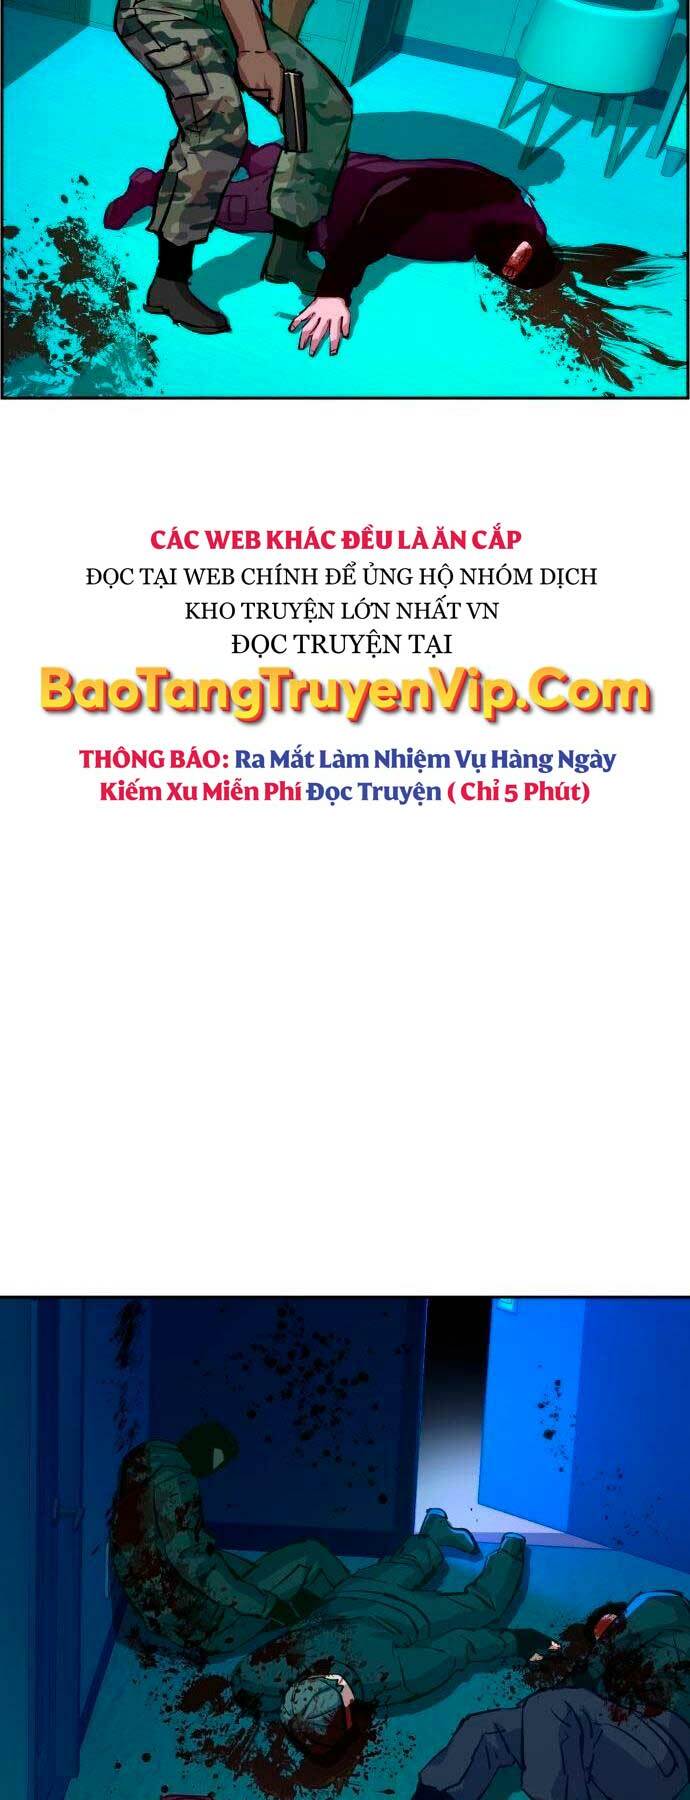 CÁC WEB KHÁC ĐỀU LÀ ĂN CẮP
ĐỌC TẠI WEB CHÍNH ĐỂ ỦNG HỘ NHÓM DỊCH
KHO TRUYỆN LỚN NHẤT VN
ĐỌC TRUYỆN TẠI
BaoTangTruyenVip.Com
THÔNG BÁO: Ra Mắt Làm Nhiệm Vụ Hàng Ngày
Kiếm Xu Miễn Phí Đọc Truyện ( Chỉ 5 Phút)